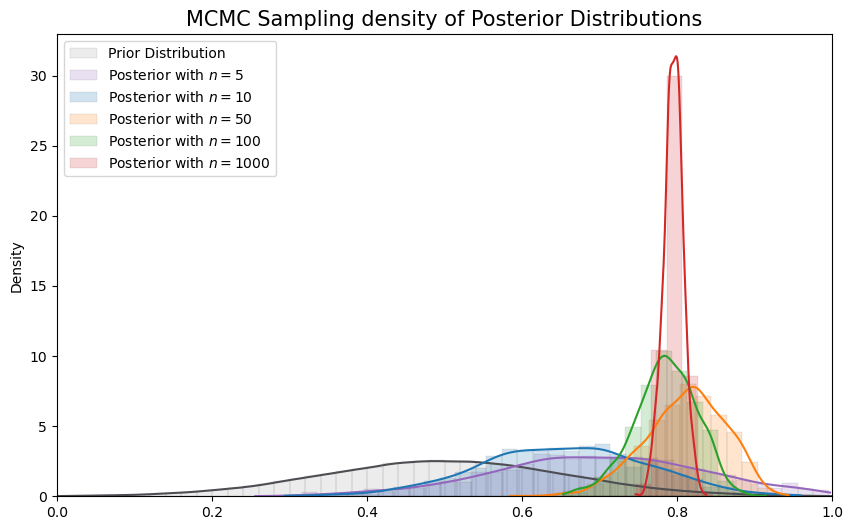 MCMC Sampling density of Posterior Distributions
Prior Distribution
Posterior with n = 5
Posterior with n = 10
Posterior with n = 50
Posterior with n = 100
Posterior with n = 1000
Density
30
25
20
15
10
5
0
0.0 0.2 0.4 0.6 0.8 1.0